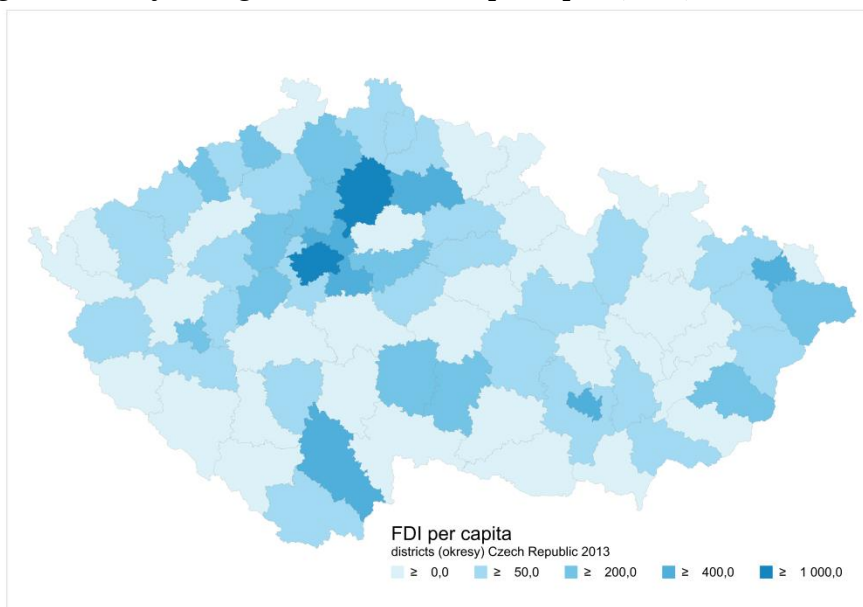 FDI per capita
districts (okresy) Czech Republic 2013
≥ 0,0 ≥ 50,0 ≥ 200,0 ≥ 400,0 ≥ 1 000,0